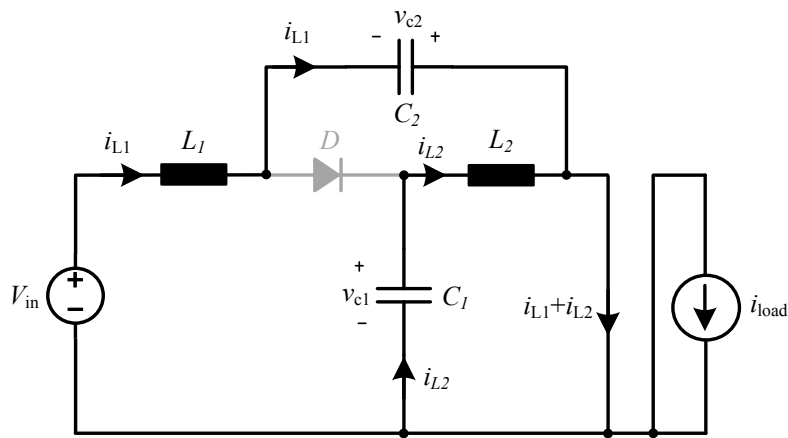 v_c2
- +
i_L1
C_2
i_L1
L_1
D
i_L2
L_2
V_in
+
-
+
v_c1
-
C_1
i_L1+i_L2
i_load
i_L2